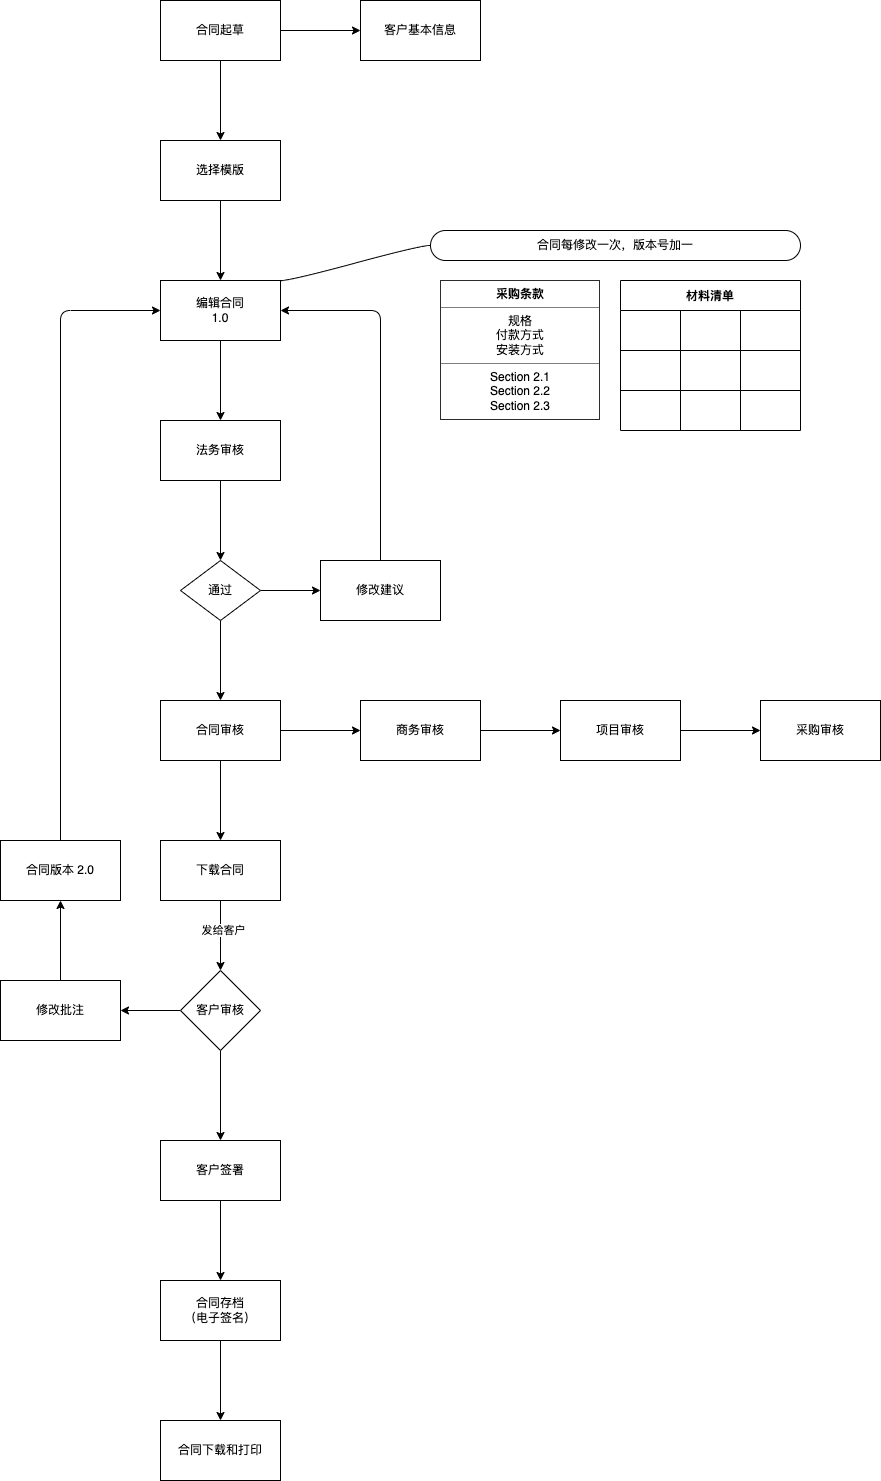 合同起草
客户基本信息
选择模版
合同每修改一次，版本号加一
编辑合同
1.0
采购条款
规格
付款方式
安装方式
Section 2.1
Section 2.2
Section 2.3
材料清单
法务审核
通过
修改建议
合同审核
商务审核
项目审核
采购审核
合同版本 2.0
下载合同
发给客户
修改批注
客户审核
客户签署
合同存档
（电子签名）
合同下载和打印